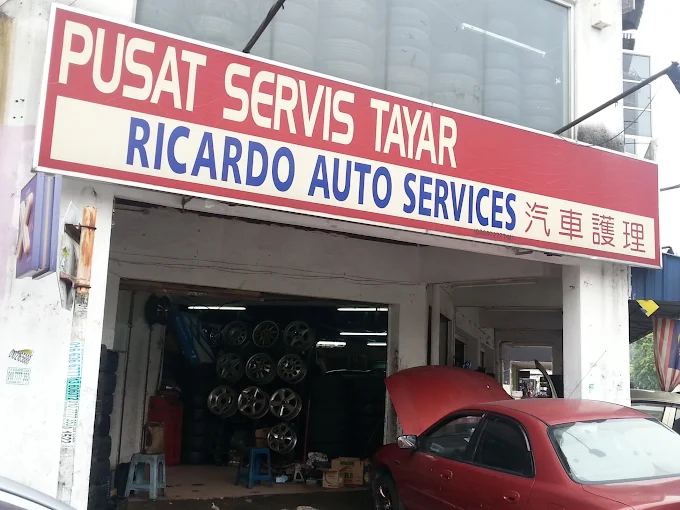 PUSAT SERVIS TAYAR
RICARDO AUTO SERVICES 汽車護理